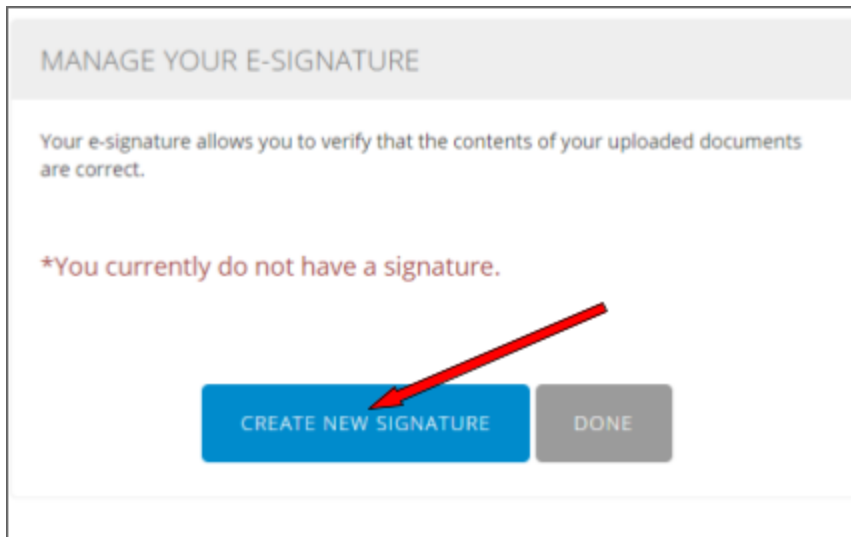 MANAGE YOUR E-SIGNATURE
Your e-signature allows you to verify that the contents of your uploaded documents
are correct.
*You currently do not have a signature.
CREATE NEW SIGNATURE
DONE